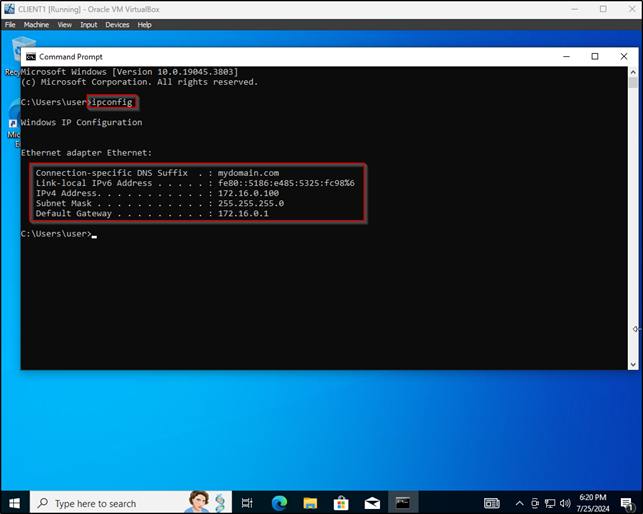 CLIENT1 [Running] - Oracle VM VirtualBox
File Machine View Input Devices Help
Command Prompt
Microsoft Windows [Version 10.0.19045.3803]
(c) Microsoft Corporation. All rights reserved.
C:\Users\user>ipconfig
Windows IP Configuration
Ethernet adapter Ethernet:
Connection-specific DNS Suffix . : mydomain.com
Link-local IPv6 Address . . . . . : fe80::5186:e485:5325:fc98%6
IPv4 Address. . . . . . . . . . . : 172.16.0.100
Subnet Mask . . . . . . . . . . . : 255.255.255.0
Default Gateway . . . . . . . . . : 172.16.0.1
C:\Users\user>
Type here to search
6:20 PM
7/25/2024